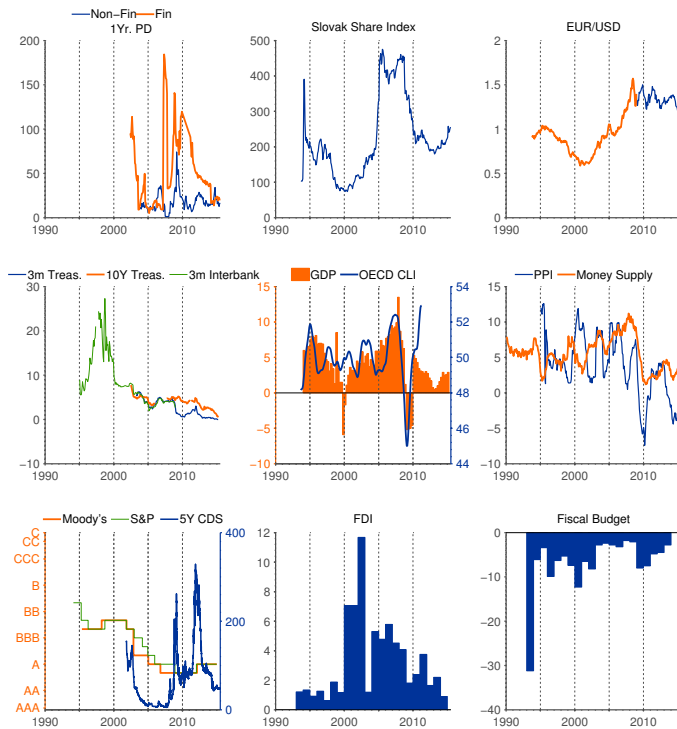 Non-Fin Fin
1Yr. PD
200
150
100
50
0
1990 2000 2010
Slovak Share Index
500
400
300
200
100
0
1990 2000 2010
EUR/USD
2
1.5
1
0.5
0
1990 2000 2010
3m Treas. 10Y Treas. 3m Interbank
30
20
10
0
−10
1990 2000 2010
GDP OECD CLI
15 54
10 52
5 50
0 48
−5 46
−10 44
1990 2000 2010
PPI Money Supply
15
10
5
0
−5
−10
1990 2000 2010
Moody's S&P 5Y CDS
C 400
CC
CCC
B
BB 200
BBB
A
AA
AAA 0
1990 2000 2010
FDI
12
10
8
6
4
2
0
1990 2000 2010
Fiscal Budget
0
−10
−20
−30
−40
1990 2000 2010